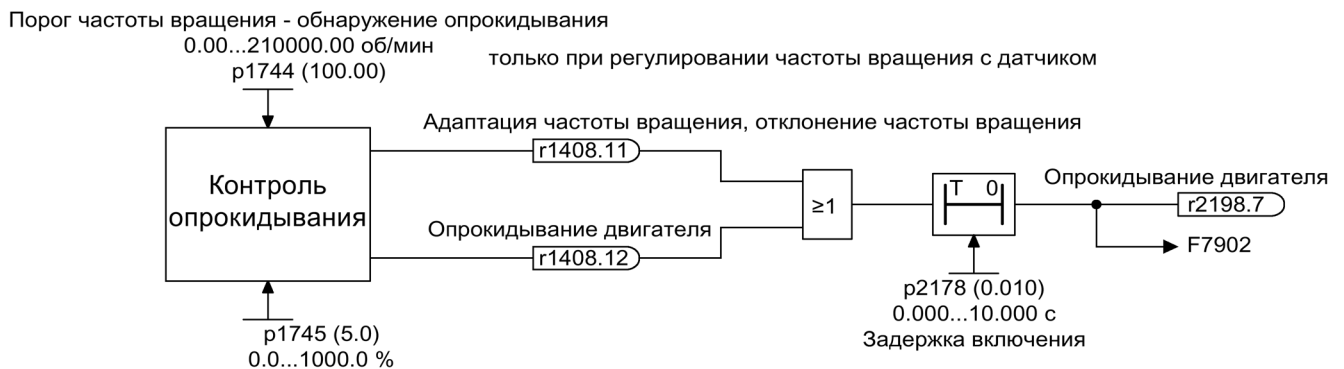 Порог частоты вращения - обнаружение опрокидывания
0.00...210000.00 об/мин
p1744 (100.00)
только при регулировании частоты вращения с датчиком
Адаптация частоты вращения, отклонение частоты вращения
r1408.11
Контроль
опрокидывания
Опрокидывание двигателя
r1408.12
≥1
T 0
Опрокидывание двигателя
r2198.7
F7902
p2178 (0.010)
0.000...10.000 с
Задержка включения
p1745 (5.0)
0.0...1000.0 %